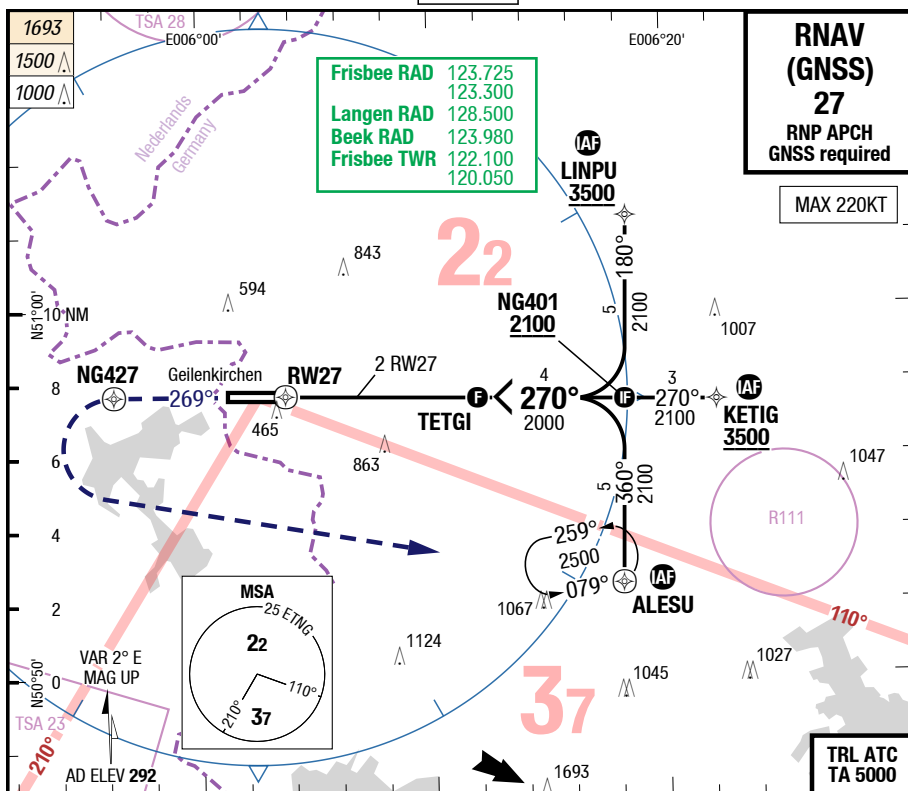 1693
1500
1000
TSA 28
E006°00'
E006°20'
RNAV
(GNSS)
27
RNP APCH
GNSS required
MAX 220KT
Frisbee RAD 123.725
123.300
Langen RAD 128.500
Beek RAD 123.980
Frisbee TWR 122.100
120.050
Nederlands
Germany
IAF
LINPU
3500
22
180°
5
2100
843
594
N51°00'
10 NM
NG401
2100
1007
NG427
Geilenkirchen
RW27
2 RW27
8
269°
465
F
TETGI
4
270°
2000
IF
3
270°
2100
IAF
KETIG
3500
863
6
1047
R111
5
360°
2100
4
259°
2500
079°
IAF
ALESU
1067
2
110°
MSA
25 ETNG
22
110°
210°
37
1124
1045
1027
VAR 2° E
MAG UP
N50°50'
0
TSA 23
37
210°
AD ELEV 292
1693
TRL ATC
TA 5000